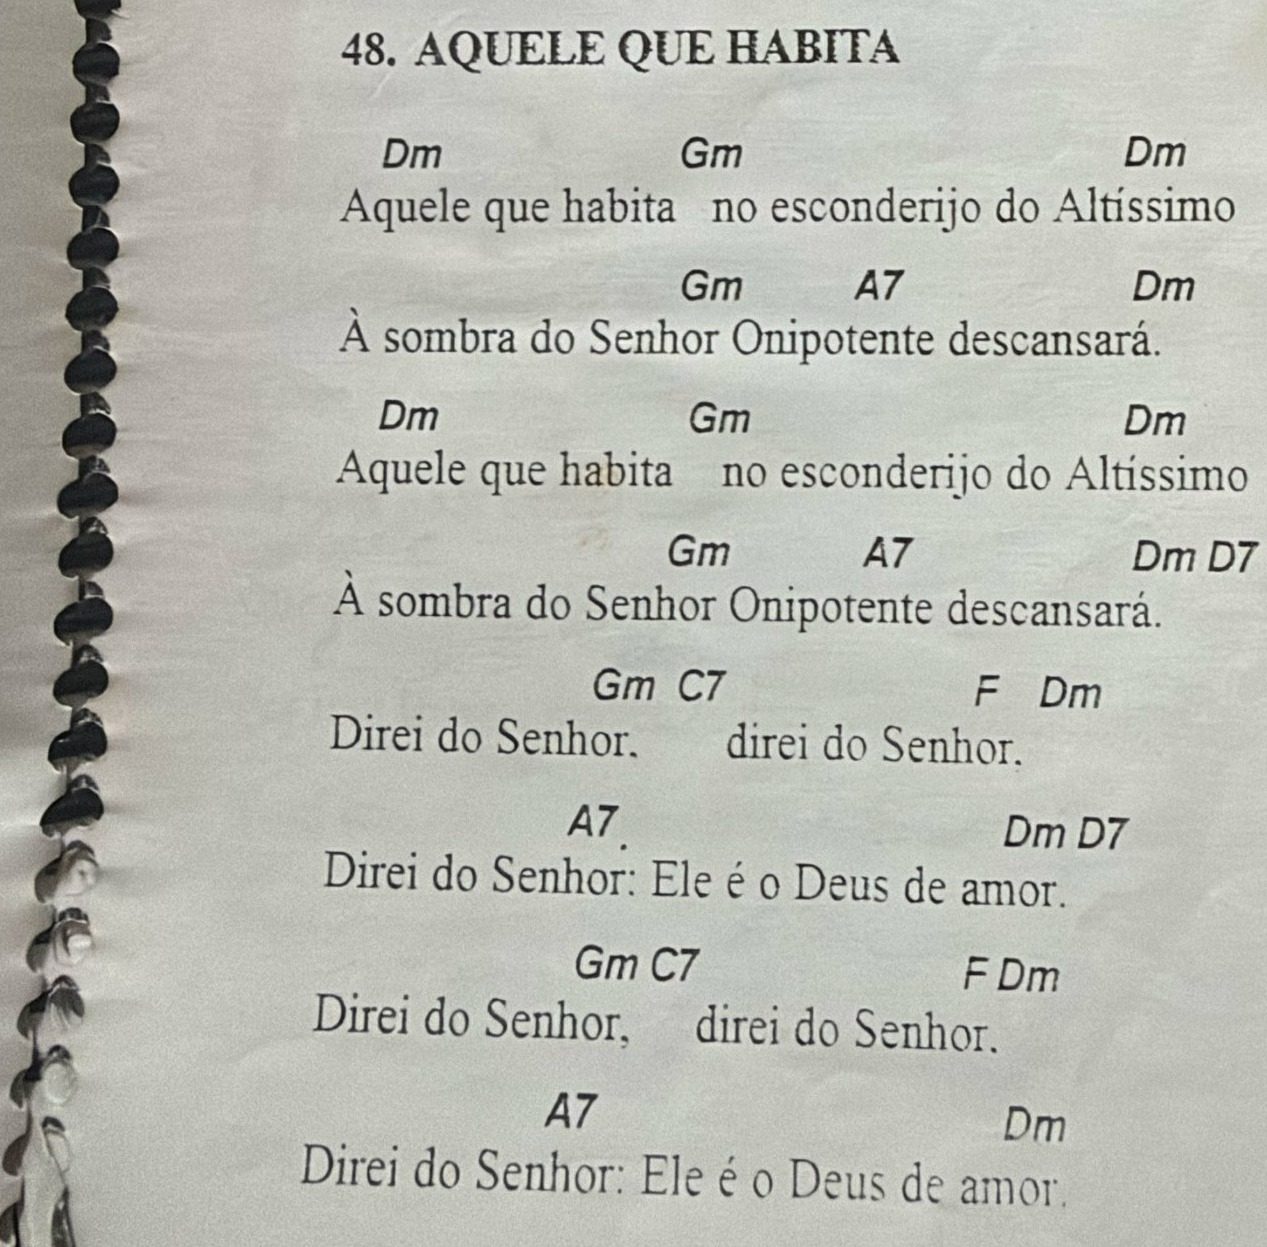 48. AQUELE QUE HABITA
Dm Gm Dm
Aquele que habita no esconderijo do Altíssimo
Gm A7 Dm
À sombra do Senhor Onipotente descansará.
Dm Gm Dm
Aquele que habita no esconderijo do Altíssimo
Gm A7 Dm D7
À sombra do Senhor Onipotente descansará.
Gm C7 F Dm
Direi do Senhor. direi do Senhor.
A7 Dm D7
Direi do Senhor: Ele é o Deus de amor.
Gm C7 F Dm
Direi do Senhor, direi do Senhor.
A7 Dm
Direi do Senhor: Ele é o Deus de amor.